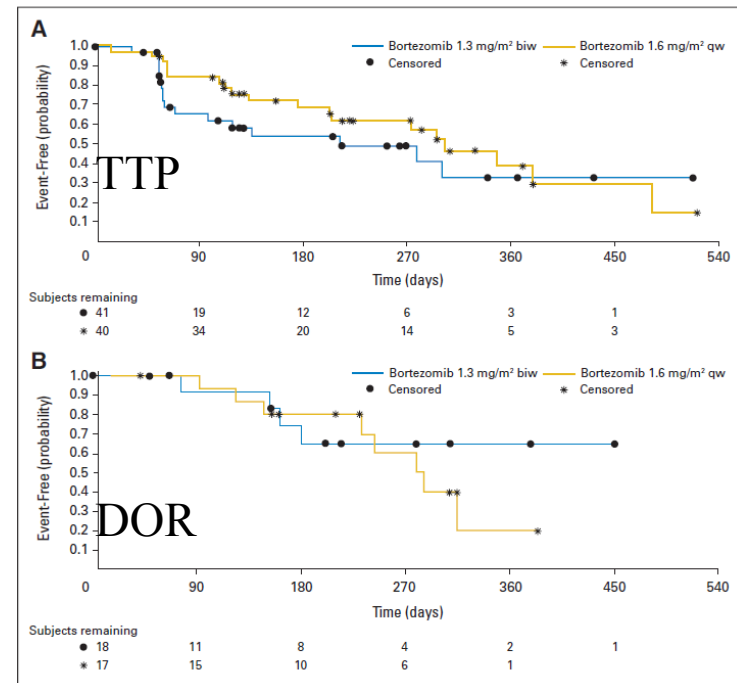 A
Bortezomib 1.3 mg/m² biw
Bortezomib 1.6 mg/m² qw
Censored
Censored
Event-Free (probability)
1.0
0.9
0.8
0.7
0.6
0.5
0.4
0.3
0.2
0.1
TTP
0 90 180 270 360 450 540
Time (days)
Subjects remaining
41 19 12 6 3 1
40 34 20 14 5 3
B
Bortezomib 1.3 mg/m² biw
Bortezomib 1.6 mg/m² qw
Censored
Censored
Event-Free (probability)
1.0
0.9
0.8
0.7
0.6
0.5
0.4
0.3
0.2
0.1
DOR
0 90 180 270 360 450 540
Time (days)
Subjects remaining
18 11 8 4 2 1
17 15 10 6 1